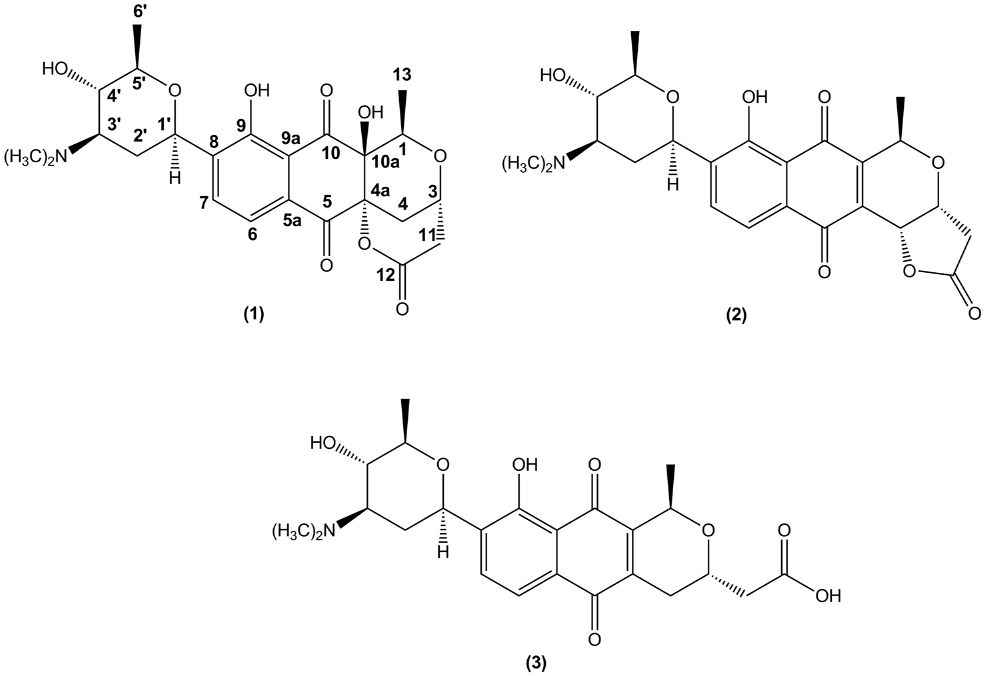 6'
HO
5'
O
OH
O
13
4'
OH
3'
2'
1'
8
9
9a
10
10a
1
O
(H3C)2N
H
7
6
5a
5
4a
4
3
O
O
11
12
O
(1)
HO
O
OH
O
O
(H3C)2N
H
O
O
O
(2)
HO
O
OH
O
O
O
(H3C)2N
H
OH
O
(3)